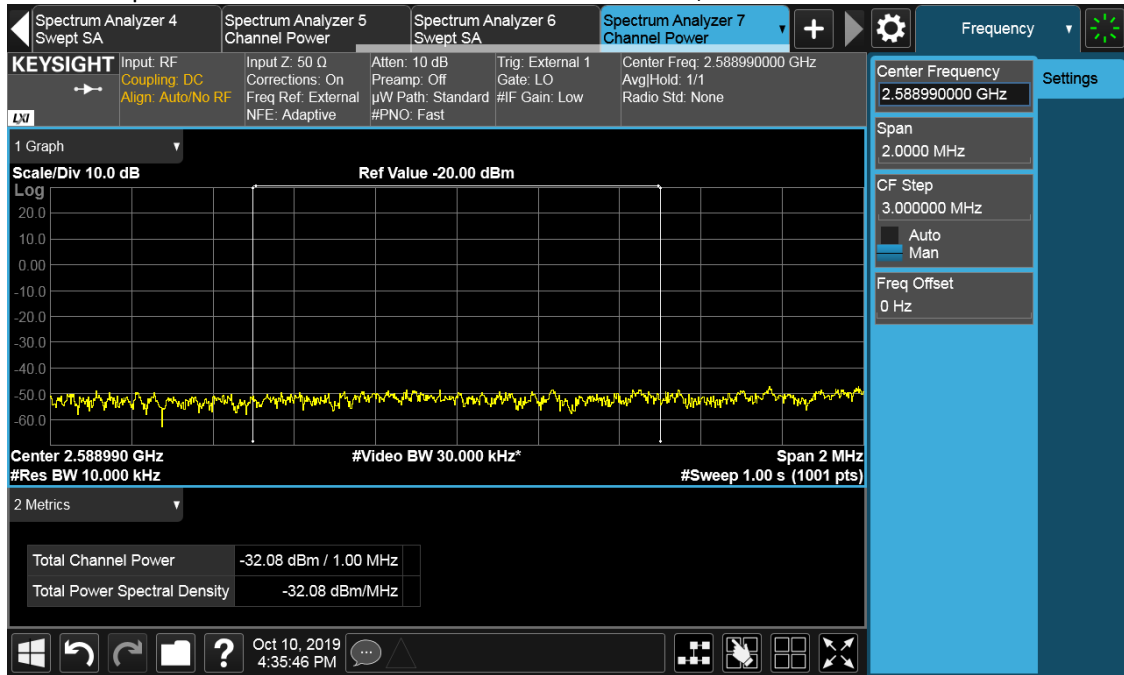 Spectrum Analyzer 4
Swept SA
Spectrum Analyzer 5
Channel Power
Spectrum Analyzer 6
Swept SA
Spectrum Analyzer 7
Channel Power
+
Frequency
KEYSIGHT
LXI
Input: RF
Coupling: DC
Align: Auto/No RF
Input Z: 50 Ω
Corrections: On
Freq Ref: External
NFE: Adaptive
Atten: 10 dB
Preamp: Off
µW Path: Standard
#PNO: Fast
Trig: External 1
Gate: LO
#IF Gain: Low
Center Freq: 2.588990000 GHz
Avg|Hold: 1/1
Radio Std: None
Center Frequency
2.588990000 GHz
Settings
Span
2.0000 MHz
CF Step
3.000000 MHz
Auto
Man
Freq Offset
0 Hz
1 Graph
Scale/Div 10.0 dB
Ref Value -20.00 dBm
Log
20.0
10.0
0.00
-10.0
-20.0
-30.0
-40.0
-50.0
-60.0
Center 2.588990 GHz
#Video BW 30.000 kHz*
Span 2 MHz
#Res BW 10.000 kHz
#Sweep 1.00 s (1001 pts)
2 Metrics
Total Channel Power -32.08 dBm / 1.00 MHz
Total Power Spectral Density -32.08 dBm/MHz
?
Oct 10, 2019
4:35:46 PM